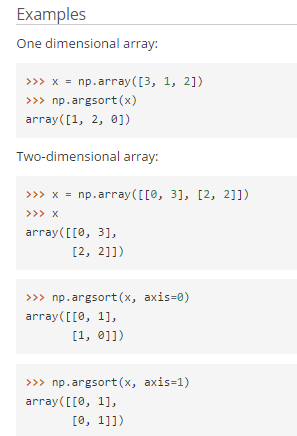 Examples
One dimensional array:
>>> x = np.array([3, 1, 2])
>>> np.argsort(x)
array([1, 2, 0])
Two-dimensional array:
>>> x = np.array([[0, 3], [2, 2]])
>>> x
array([[0, 3],
       [2, 2]])
>>> np.argsort(x, axis=0)
array([[0, 1],
       [1, 0]])
>>> np.argsort(x, axis=1)
array([[0, 1],
       [0, 1]])